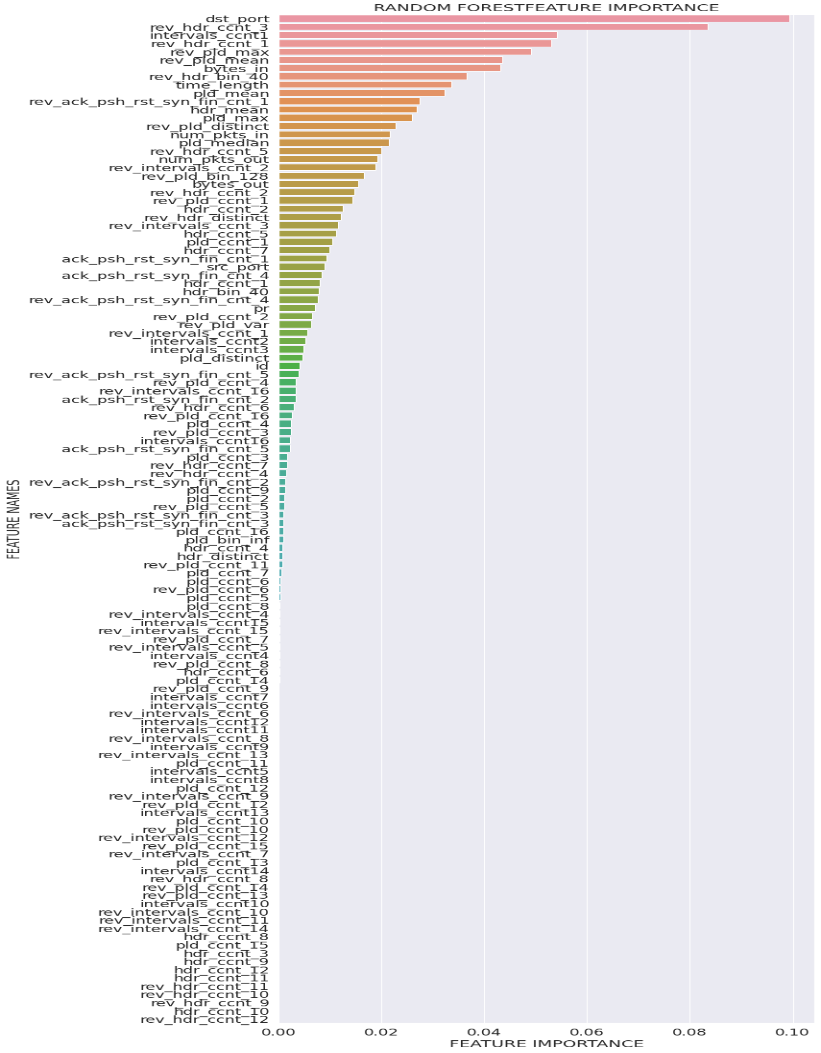 RANDOM FORESTFEATURE IMPORTANCE
dst_port
rev_hdr_ccnt_3
intervals_ccnt1
rev_hdr_ccnt_1
rev_pld_max
rev_pld_mean
bytes_in
rev_hdr_bin_40
time_length
pld_mean
rev_ack_psh_rst_syn_fin_cnt_1
hdr_mean
pld_max
rev_pld_distinct
num_pkts_in
pld_median
rev_hdr_ccnt_5
num_pkts_out
rev_intervals_ccnt_2
rev_pld_bin_128
bytes_out
rev_hdr_ccnt_2
rev_pld_ccnt_1
hdr_ccnt_2
rev_hdr_distinct
rev_intervals_ccnt_3
hdr_ccnt_5
pld_ccnt_1
hdr_ccnt_7
ack_psh_rst_syn_fin_cnt_1
src_port
ack_psh_rst_syn_fin_cnt_4
hdr_ccnt_1
hdr_bin_40
rev_ack_psh_rst_syn_fin_cnt_4
pr
rev_pld_ccnt_2
rev_pld_var
rev_intervals_ccnt_1
intervals_ccnt2
intervals_ccnt3
pld_distinct
id
rev_ack_psh_rst_syn_fin_cnt_5
rev_pld_ccnt_4
rev_intervals_ccnt_16
ack_psh_rst_syn_fin_cnt_2
rev_hdr_ccnt_6
rev_pld_ccnt_16
pld_ccnt_4
rev_pld_ccnt_3
intervals_ccnt16
ack_psh_rst_syn_fin_cnt_5
pld_ccnt_3
rev_hdr_ccnt_7
rev_hdr_ccnt_4
rev_ack_psh_rst_syn_fin_cnt_2
pld_ccnt_9
pld_ccnt_2
rev_pld_ccnt_5
rev_ack_psh_rst_syn_fin_cnt_3
ack_psh_rst_syn_fin_cnt_3
pld_ccnt_16
pld_bin_inf
hdr_ccnt_4
hdr_distinct
rev_pld_ccnt_11
pld_ccnt_7
pld_ccnt_6
rev_pld_ccnt_6
pld_ccnt_5
pld_ccnt_8
rev_intervals_ccnt_4
intervals_ccnt15
rev_intervals_ccnt_15
rev_pld_ccnt_7
rev_intervals_ccnt_5
intervals_ccnt4
rev_pld_ccnt_8
hdr_ccnt_6
pld_ccnt_14
rev_pld_ccnt_9
intervals_ccnt7
intervals_ccnt6
rev_intervals_ccnt_6
intervals_ccnt12
intervals_ccnt11
rev_intervals_ccnt_8
intervals_ccnt9
rev_intervals_ccnt_13
pld_ccnt_11
intervals_ccnt5
intervals_ccnt8
pld_ccnt_12
rev_intervals_ccnt_9
rev_pld_ccnt_12
intervals_ccnt13
pld_ccnt_10
rev_pld_ccnt_10
rev_intervals_ccnt_12
rev_pld_ccnt_15
rev_intervals_ccnt_7
pld_ccnt_13
intervals_ccnt14
rev_hdr_ccnt_8
rev_pld_ccnt_14
rev_pld_ccnt_13
intervals_ccnt10
rev_intervals_ccnt_10
rev_intervals_ccnt_11
rev_intervals_ccnt_14
hdr_ccnt_8
pld_ccnt_15
hdr_ccnt_3
hdr_ccnt_9
hdr_ccnt_12
hdr_ccnt_11
rev_hdr_ccnt_11
rev_hdr_ccnt_10
rev_hdr_ccnt_9
hdr_ccnt_10
rev_hdr_ccnt_12
FEATURE NAMES
0.00 0.02 0.04 0.06 0.08 0.10
FEATURE IMPORTANCE